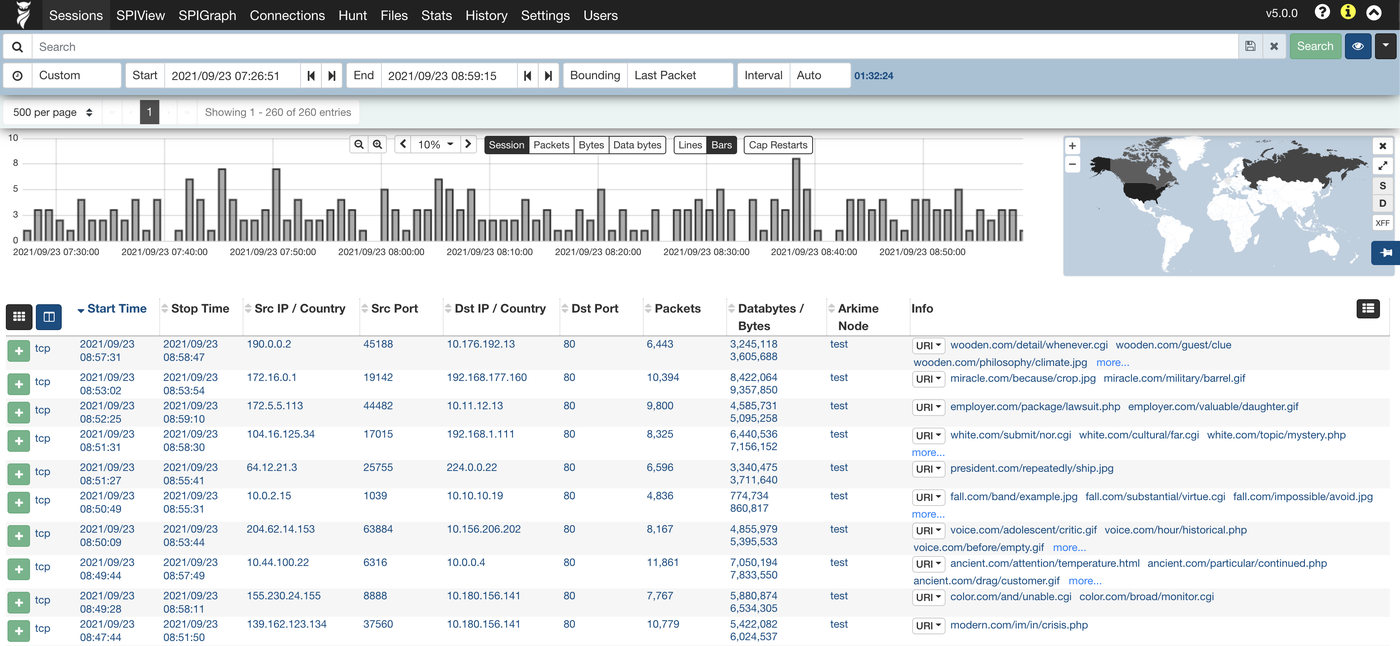 Sessions SPIView SPIGraph Connections Hunt Files Stats History Settings Users v5.0.0
Search Search
Custom Start 2021/09/23 07:26:51 End 2021/09/23 08:59:15 Bounding Last Packet Interval Auto 01:32:24
500 per page 1 Showing 1 - 260 of 260 entries
10% Session Packets Bytes Data bytes Lines Bars Cap Restarts
10
8
5
3
0
2021/09/23 07:30:00 2021/09/23 07:40:00 2021/09/23 07:50:00 2021/09/23 08:00:00 2021/09/23 08:10:00 2021/09/23 08:20:00 2021/09/23 08:30:00 2021/09/23 08:40:00 2021/09/23 08:50:00
+
−
S
D
XFF
Start Time Stop Time Src IP / Country Src Port Dst IP / Country Dst Port Packets Databytes / Arkime Info
Bytes Node
tcp 2021/09/23 2021/09/23 190.0.0.2 45188 10.176.192.13 80 6,443 3,245,118 test URI wooden.com/detail/whenever.cgi wooden.com/guest/clue
08:57:31 08:58:47 3,605,688 wooden.com/philosophy/climate.jpg more...
tcp 2021/09/23 2021/09/23 172.16.0.1 19142 192.168.177.160 80 10,394 8,422,064 test URI miracle.com/because/crop.jpg miracle.com/military/barrel.gif
08:53:02 08:53:54 9,357,850
tcp 2021/09/23 2021/09/23 172.5.5.113 44482 10.11.12.13 80 9,800 4,585,731 test URI employer.com/package/lawsuit.php employer.com/valuable/daughter.gif
08:52:25 08:59:10 5,095,258
tcp 2021/09/23 2021/09/23 104.16.125.34 17015 192.168.1.111 80 8,325 6,440,536 test URI white.com/submit/nor.cgi white.com/cultural/far.cgi white.com/topic/mystery.php
08:51:31 08:58:30 7,156,152 more...
tcp 2021/09/23 2021/09/23 64.12.21.3 25755 224.0.0.22 80 6,596 3,340,475 test URI president.com/repeatedly/ship.jpg
08:51:27 08:55:41 3,711,640
tcp 2021/09/23 2021/09/23 10.0.2.15 1039 10.10.10.19 80 4,836 774,734 test URI fall.com/band/example.jpg fall.com/substantial/virtue.cgi fall.com/impossible/avoid.jpg
08:50:49 08:55:31 860,817 more...
tcp 2021/09/23 2021/09/23 204.62.14.153 63884 10.156.206.202 80 8,167 4,855,979 test URI voice.com/adolescent/critic.gif voice.com/hour/historical.php
08:50:09 08:53:44 5,395,533 voice.com/before/empty.gif more...
tcp 2021/09/23 2021/09/23 10.44.100.22 6316 10.0.0.4 80 11,861 7,050,194 test URI ancient.com/attention/temperature.html ancient.com/particular/continued.php
08:49:44 08:57:49 7,833,550 ancient.com/drag/customer.gif more...
tcp 2021/09/23 2021/09/23 155.230.24.155 8888 10.180.156.141 80 7,767 5,880,874 test URI color.com/and/unable.cgi color.com/broad/monitor.cgi
08:49:28 08:58:11 6,534,305
tcp 2021/09/23 2021/09/23 139.162.123.134 37560 10.180.156.141 80 10,779 5,422,082 test URI modern.com/im/in/crisis.php
08:47:44 08:51:50 6,024,537